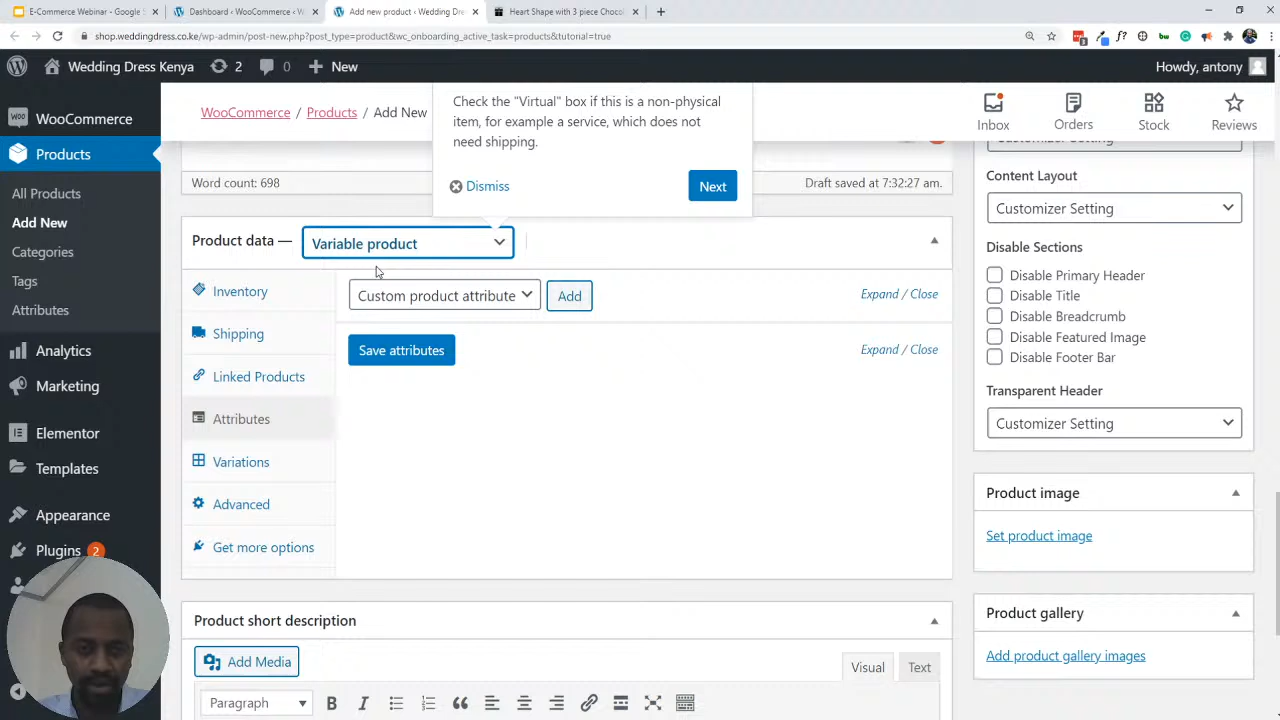 E-Commerce Webinar - Google S
Dashboard ‹ WooCommerce ‹ W
Add new product ‹ Wedding Dre
Heart Shape with 3 piece Chocol
shop.weddingdress.co.ke/wp-admin/post-new.php?post_type=product&wc_onboarding_active_task=products&tutorial=true
Wedding Dress Kenya
2
0
New
Howdy, antony
WooCommerce
Products
All Products
Add New
Categories
Tags
Attributes
Analytics
Marketing
Elementor
Templates
Appearance
Plugins 2
WooCommerce / Products / Add New
Inbox
Orders
Stock
Reviews
Check the "Virtual" box if this is a non-physical
item, for example a service, which does not
need shipping.
Dismiss
Next
Word count: 698
Draft saved at 7:32:27 am.
Product data —
Variable product
Inventory
Shipping
Linked Products
Attributes
Variations
Advanced
Get more options
Custom product attribute
Add
Expand / Close
Save attributes
Expand / Close
Product short description
Add Media
Visual
Text
Paragraph
B
I
Customizer Setting
Content Layout
Customizer Setting
Disable Sections
Disable Primary Header
Disable Title
Disable Breadcrumb
Disable Featured Image
Disable Footer Bar
Transparent Header
Customizer Setting
Product image
Set product image
Product gallery
Add product gallery images